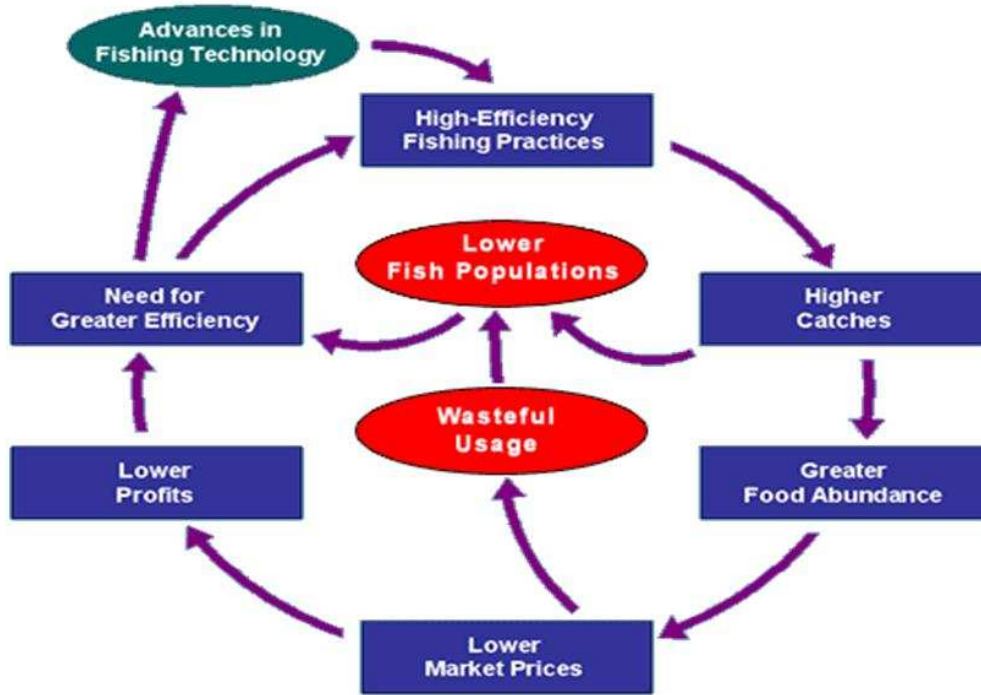 Advances in
Fishing Technology
High-Efficiency
Fishing Practices
Lower
Fish Populations
Need for
Greater Efficiency
Higher
Catches
Wasteful
Usage
Lower
Profits
Greater
Food Abundance
Lower
Market Prices